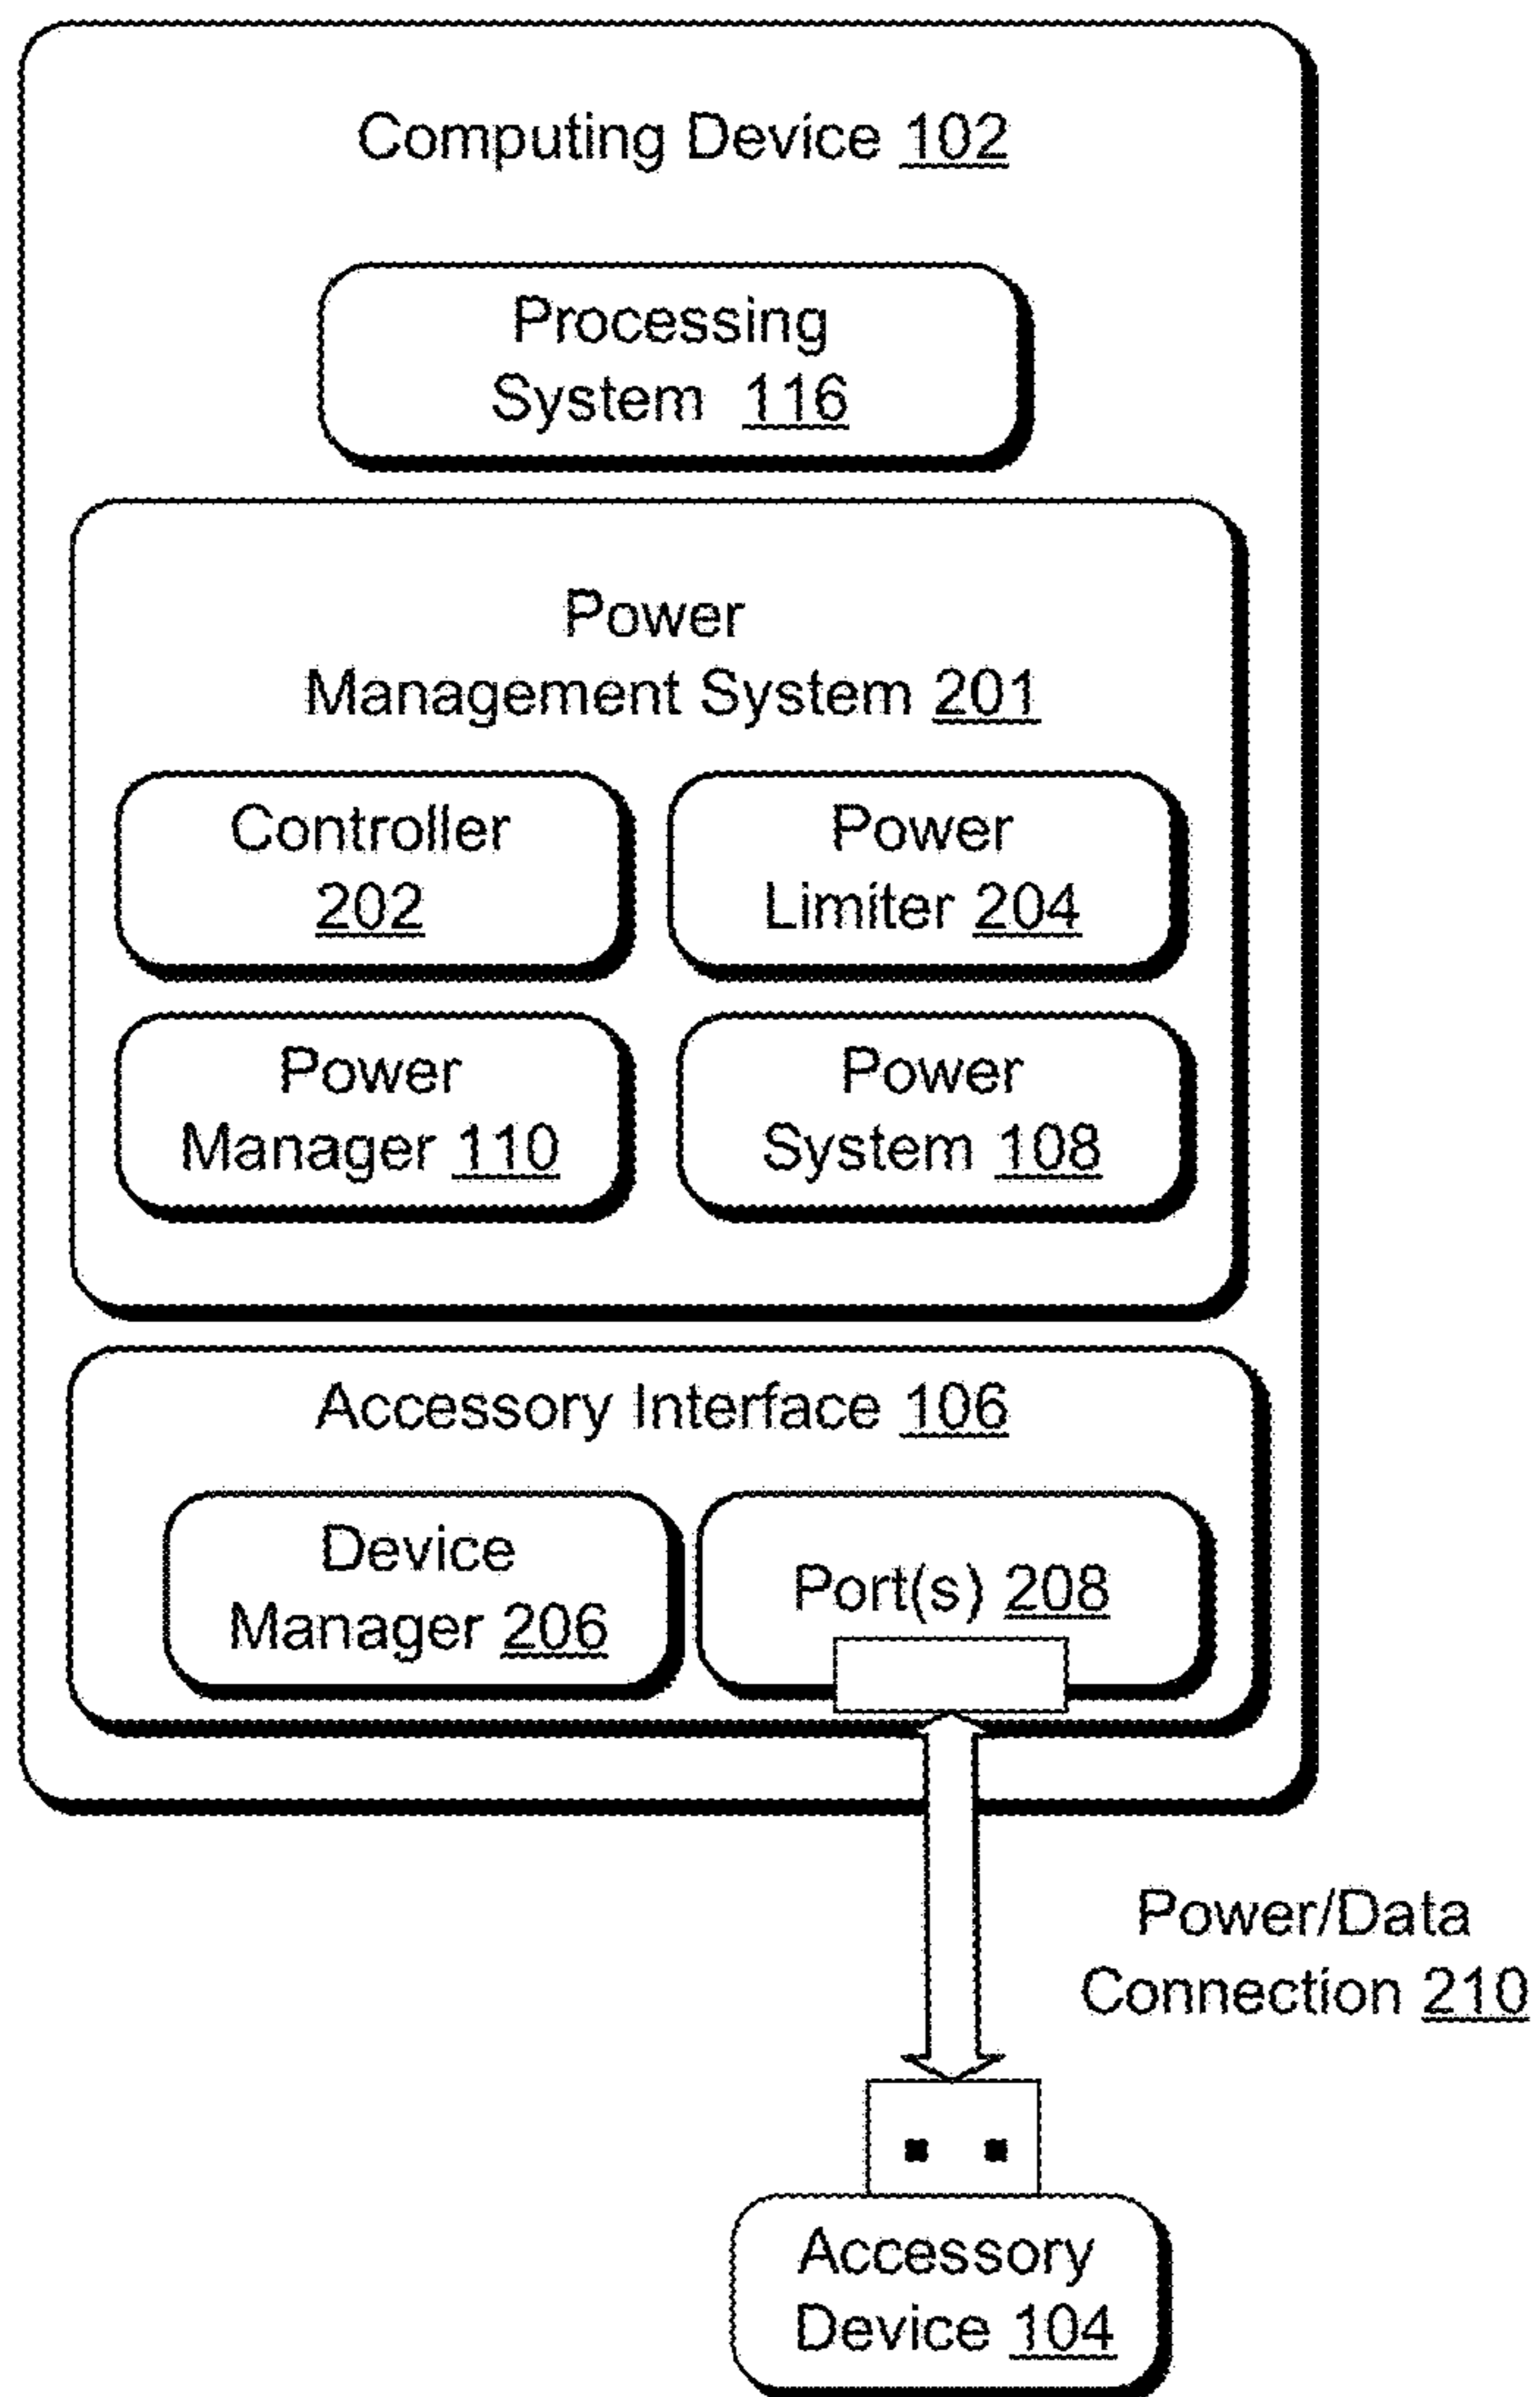 Computing Device 102
Processing
System 116
Power
Management System 201
Controller
202
Power
Limiter 204
Power
Manager 110
Power
System 108
Accessory Interface 106
Device
Manager 206
Port(s) 208
Power/Data
Connection 210
Accessory
Device 104